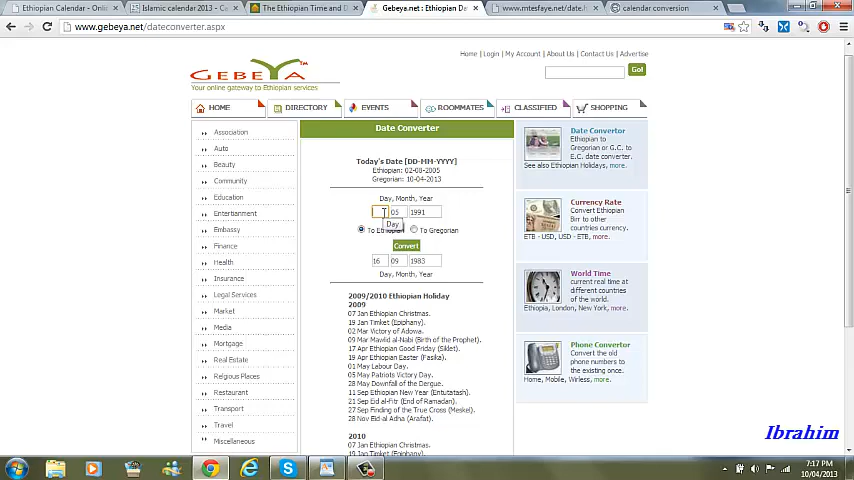 Ethiopian Calendar - Onlin
Islamic calendar 2013 - C
The Ethiopian Time and D
Gebeya.net : Ethiopian Da
www.mtesfaye.net/date.h
calendar conversion
www.gebeya.net/dateconverter.aspx
Home | Login | My Account | About Us | Contact Us | Advertise
GEBEYA™
Your online gateway to Ethiopian services
Go!
HOME
DIRECTORY
EVENTS
ROOMMATES
CLASSIFIED
SHOPPING
Association
Auto
Beauty
Community
Education
Entertianment
Embassy
Finance
Health
Insurance
Legal Services
Market
Media
Mortgage
Real Estate
Relgious Places
Restaurant
Transport
Travel
Miscellaneous
Date Converter
Today's Date [DD-MM-YYYY]
Ethiopian: 02-08-2005
Gregorian: 10-04-2013
Day, Month, Year
05 1991
Day
To Ethiopian To Gregorian
Convert
16 09 1983
Day, Month, Year
2009/2010 Ethiopian Holiday
2009
07 Jan Ethiopian Christmas.
19 Jan Timket (Epiphany).
02 Mar Victory of Adowa.
09 Mar Mawlid al-Nabi (Birth of the Prophet).
17 Apr Ethiopian Good Friday (Siklet).
19 Apr Ethiopian Easter (Fasika).
01 May Labour Day.
05 May Patriots Victory Day.
28 May Downfall of the Dergue.
11 Sep Ethiopian New Year (Entutatash).
21 Sep Eid al-Fitr (End of Ramadan).
27 Sep Finding of the True Cross (Meskel).
28 Nov Eid al-Adha (Arafat).
2010
07 Jan Ethiopian Christmas.
Date Convertor
Ethiopian to
Gregorian or G.C. to
E.C. date converter.
See also Ethiopian Holidays, more.
Currency Rate
Convert Ethiopian
Birr to other
countries currency.
ETB - USD, USD - ETB, more.
World Time
current real time at
different countries
of the world.
Ethiopia, London, New York, more.
Phone Convertor
Convert the old
phone numbers to
the existing once.
Home, Mobile, Wirless, more.
Ibrahim
7:17 PM
10/04/2013